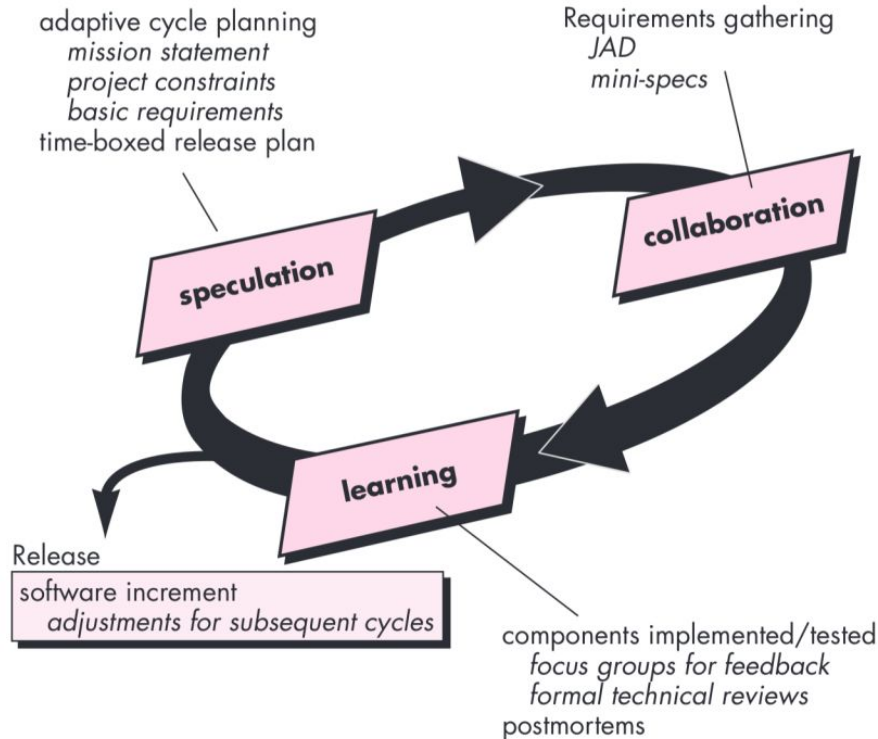 adaptive cycle planning
mission statement
project constraints
basic requirements
time-boxed release plan
Requirements gathering
JAD
mini-specs
speculation
collaboration
learning
Release
software increment
adjustments for subsequent cycles
components implemented/tested
focus groups for feedback
formal technical reviews
postmortems